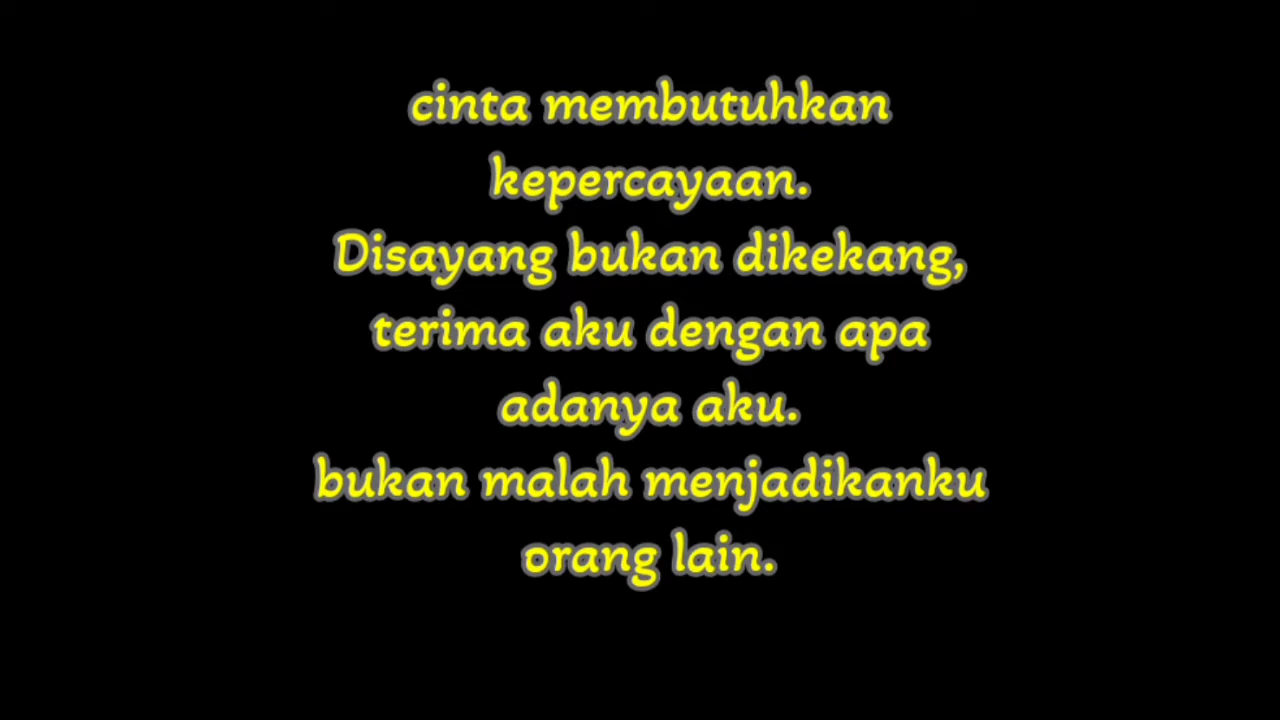 cinta membutuhkan
kepercayaan.
Disayang bukan dikekang,
terima aku dengan apa
adanya aku.
bukan malah menjadikanku
orang lain.